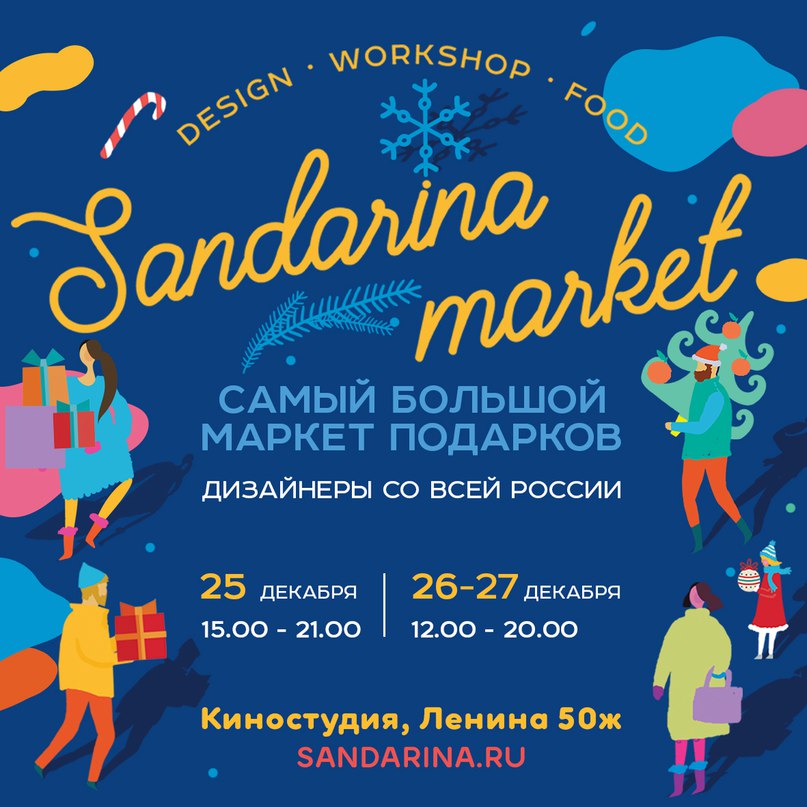 DESIGN · WORKSHOP · FOOD
Sandarina
market
САМЫЙ БОЛЬШОЙ
МАРКЕТ ПОДАРКОВ
ДИЗАЙНЕРЫ СО ВСЕЙ РОССИИ
25 ДЕКАБРЯ
15.00 - 21.00
26-27 ДЕКАБРЯ
12.00 - 20.00
Киностудия, Ленина 50ж
SANDARINA.RU